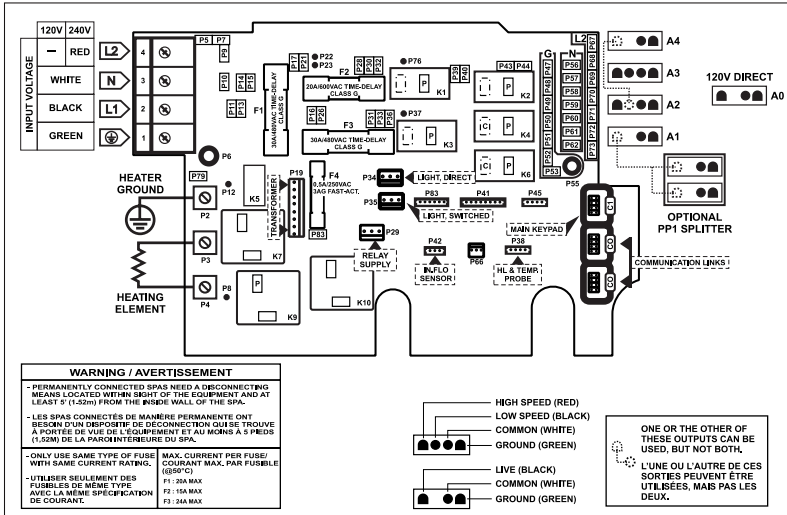 120V 240V
INPUT VOLTAGE
— RED L2 4
WHITE N 3
BLACK L1 2
GREEN 1
P5 P7
P9
P10 P14 P15
P11 P13
F1
30A/480VAC TIME-DELAY
CLASS G
P17 P21
P22
P23
F2
P28 P30 P32
20A/600VAC TIME-DELAY
CLASS G
P76
P
K1
P39 P40
P43 P44
P
K2
P16 P26
F3
P31 P33 P36
30A/480VAC TIME-DELAY
CLASS G
P37
P
K3
C
K4
C
K6
L2
G N
P47 P48 P49 P50 P51 P52 P53
P56
P57
P58
P59
P60
P61
P62
P67 P68 P69 P70 P71 P72 P73
P55
A4
A3
A2
A1
120V DIRECT
A0
OPTIONAL
PP1 SPLITTER
P6
P79
P12
K5
P19
TRANSFORMER
F4
0.5A/250VAC
3AG FAST-ACT.
P83
P34
LIGHT, DIRECT
P35
LIGHT, SWITCHED
P83
P41
P45
MAIN KEYPAD
C1
CO
CO
COMMUNICATION LINKS
HEATER
GROUND
P2
P3
P4
P8
HEATING
ELEMENT
K7
P
K9
K10
P29
RELAY
SUPPLY
P42
IN.FLO
SENSOR
P66
P38
HL & TEMP.
PROBE
WARNING / AVERTISSEMENT
- PERMANENTLY CONNECTED SPAS NEED A DISCONNECTING
MEANS LOCATED WITHIN SIGHT OF THE EQUIPMENT AND AT
LEAST 5' (1.52m) FROM THE INSIDE WALL OF THE SPA.
- LES SPAS CONNECTÉS DE MANIÈRE PERMANENTE ONT
BESOIN D'UN DISPOSITIF DE DÉCONNECTION QUI SE TROUVE
À PORTÉE DE VUE DE L'ÉQUIPEMENT ET AU MOINS À 5 PIEDS
(1,52M) DE LA PAROI INTÉRIEURE DU SPA.
- ONLY USE SAME TYPE OF FUSE
WITH SAME CURRENT RATING.
- UTILISER SEULEMENT DES
FUSIBLES DE MÊME TYPE
AVEC LA MÊME SPÉCIFICATION
DE COURANT.
MAX. CURRENT PER FUSE/
COURANT MAX. PAR FUSIBLE
(@50°C)
F1 : 20A MAX
F2 : 15A MAX
F3 : 24A MAX
HIGH SPEED (RED)
LOW SPEED (BLACK)
COMMON (WHITE)
GROUND (GREEN)
LIVE (BLACK)
COMMON (WHITE)
GROUND (GREEN)
ONE OR THE OTHER OF
THESE OUTPUTS CAN BE
USED, BUT NOT BOTH.
L'UNE OU L'AUTRE DE CES
SORTIES PEUVENT ÊTRE
UTILISÉES, MAIS PAS LES
DEUX.